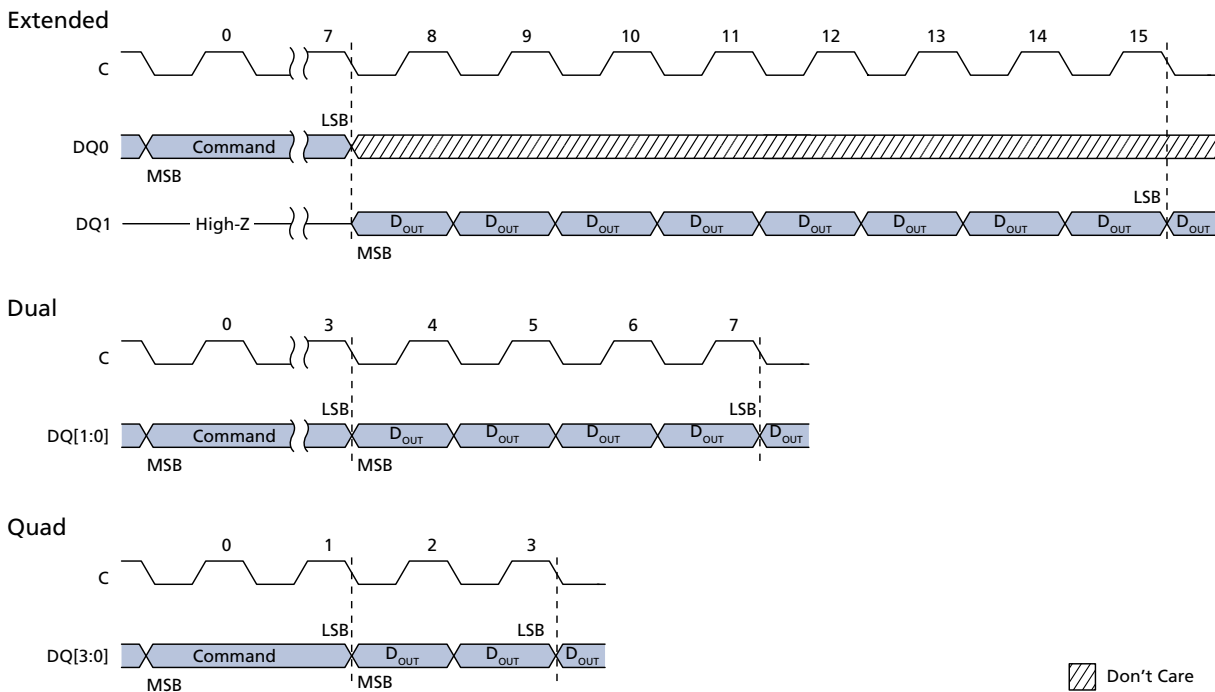 Extended
0 7 8 9 10 11 12 13 14 15
C
LSB
DQ0 Command
MSB
LSB
DQ1 High-Z DOUT DOUT DOUT DOUT DOUT DOUT DOUT DOUT DOUT
MSB
Dual
0 3 4 5 6 7
C
LSB LSB
DQ[1:0] Command DOUT DOUT DOUT DOUT DOUT
MSB MSB
Quad
0 1 2 3
C
LSB LSB
DQ[3:0] Command DOUT DOUT DOUT
MSB MSB
Don't Care